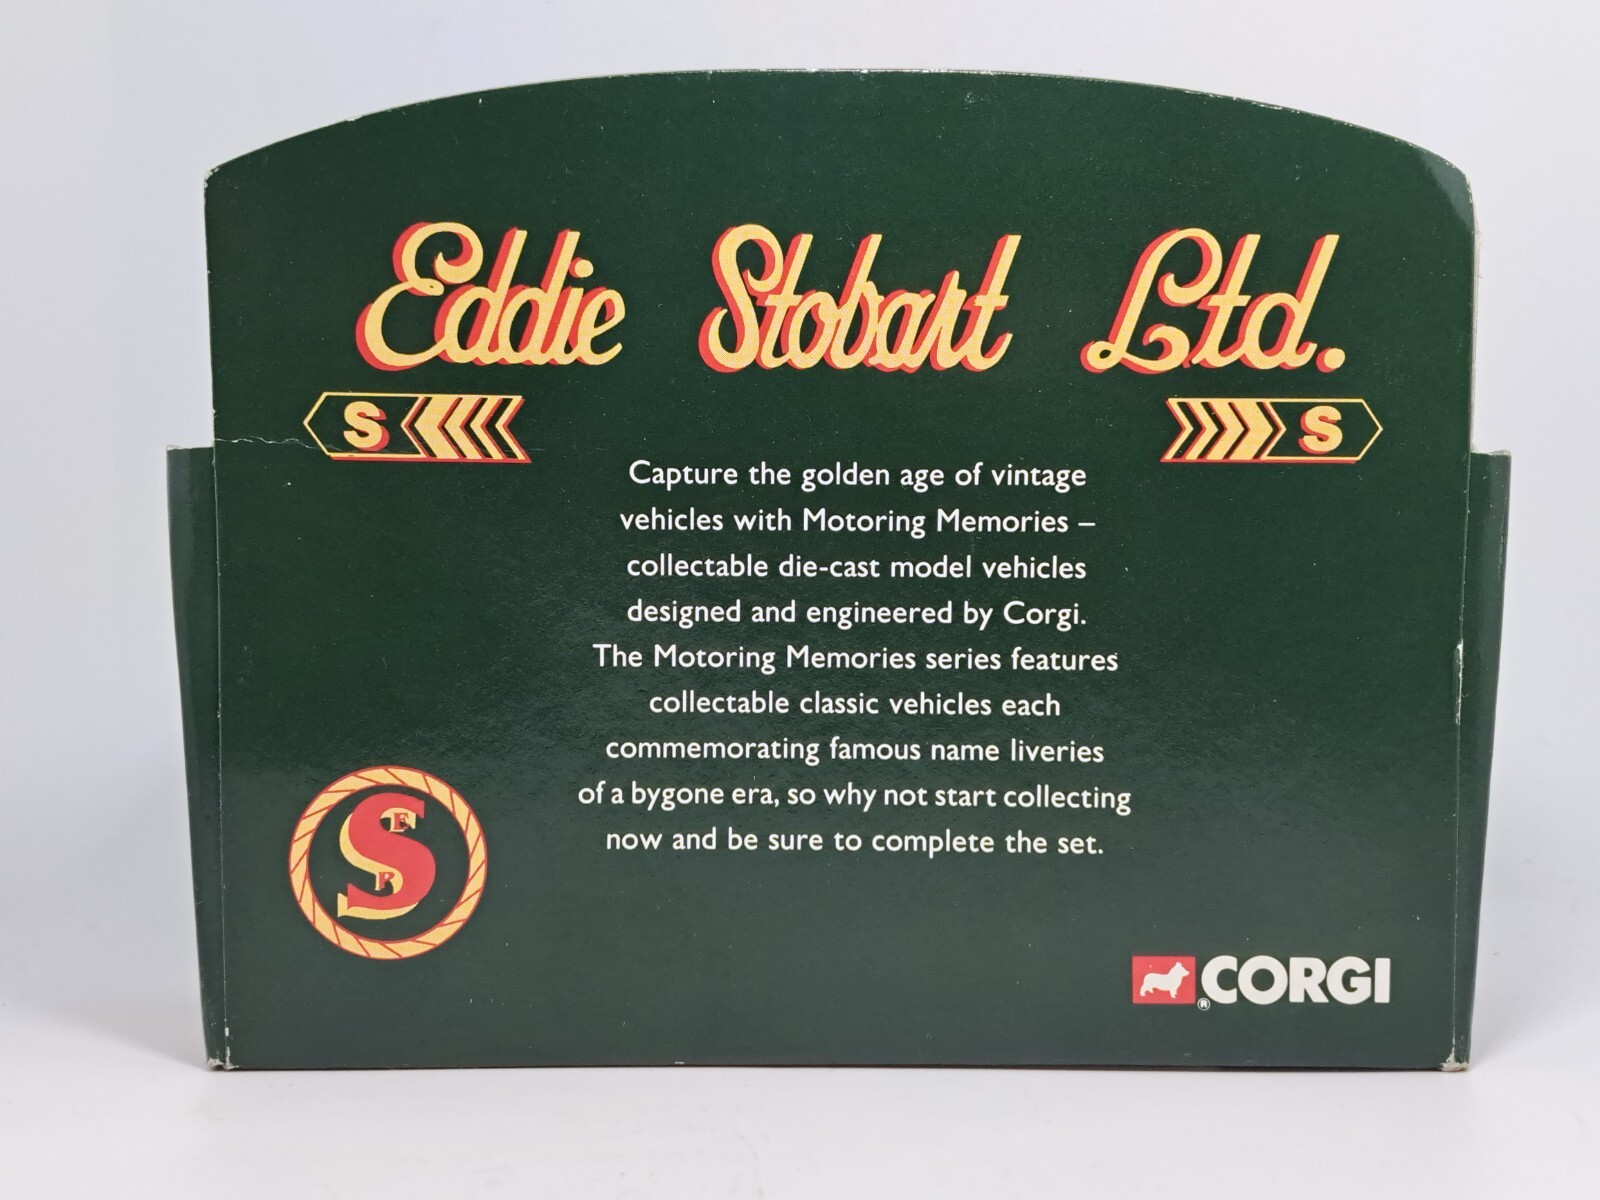 Eddie Stobart Ltd.
S S
Capture the golden age of vintage
vehicles with Motoring Memories –
collectable die-cast model vehicles
designed and engineered by Corgi.
The Motoring Memories series features
collectable classic vehicles each
commemorating famous name liveries
of a bygone era, so why not start collecting
now and be sure to complete the set.
E
S
R
® CORGI